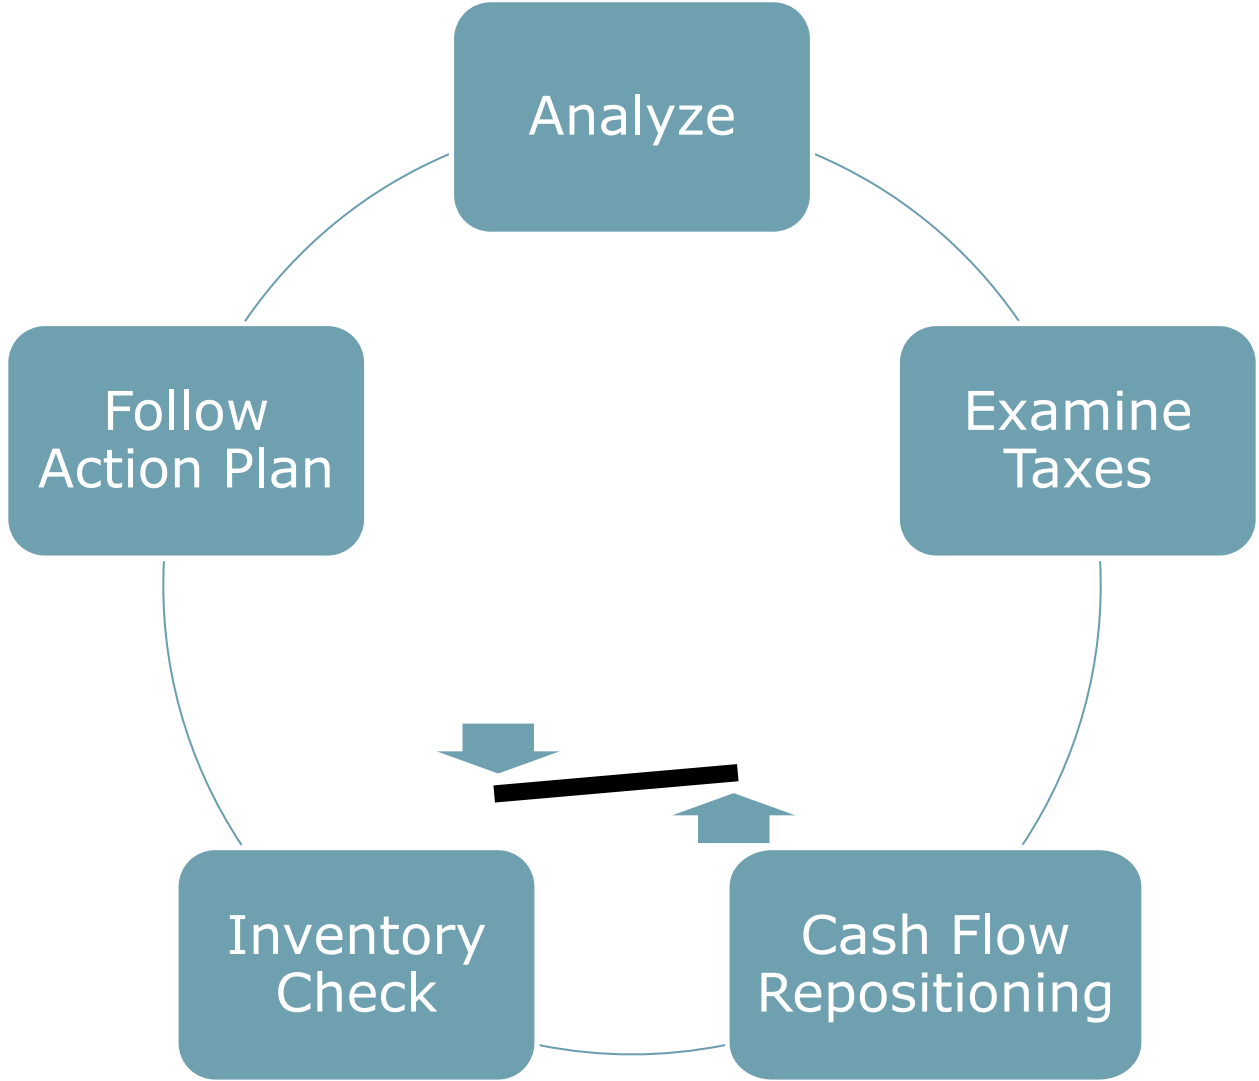 Analyze
Examine
Taxes
Cash Flow
Repositioning
Inventory
Check
Follow
Action Plan